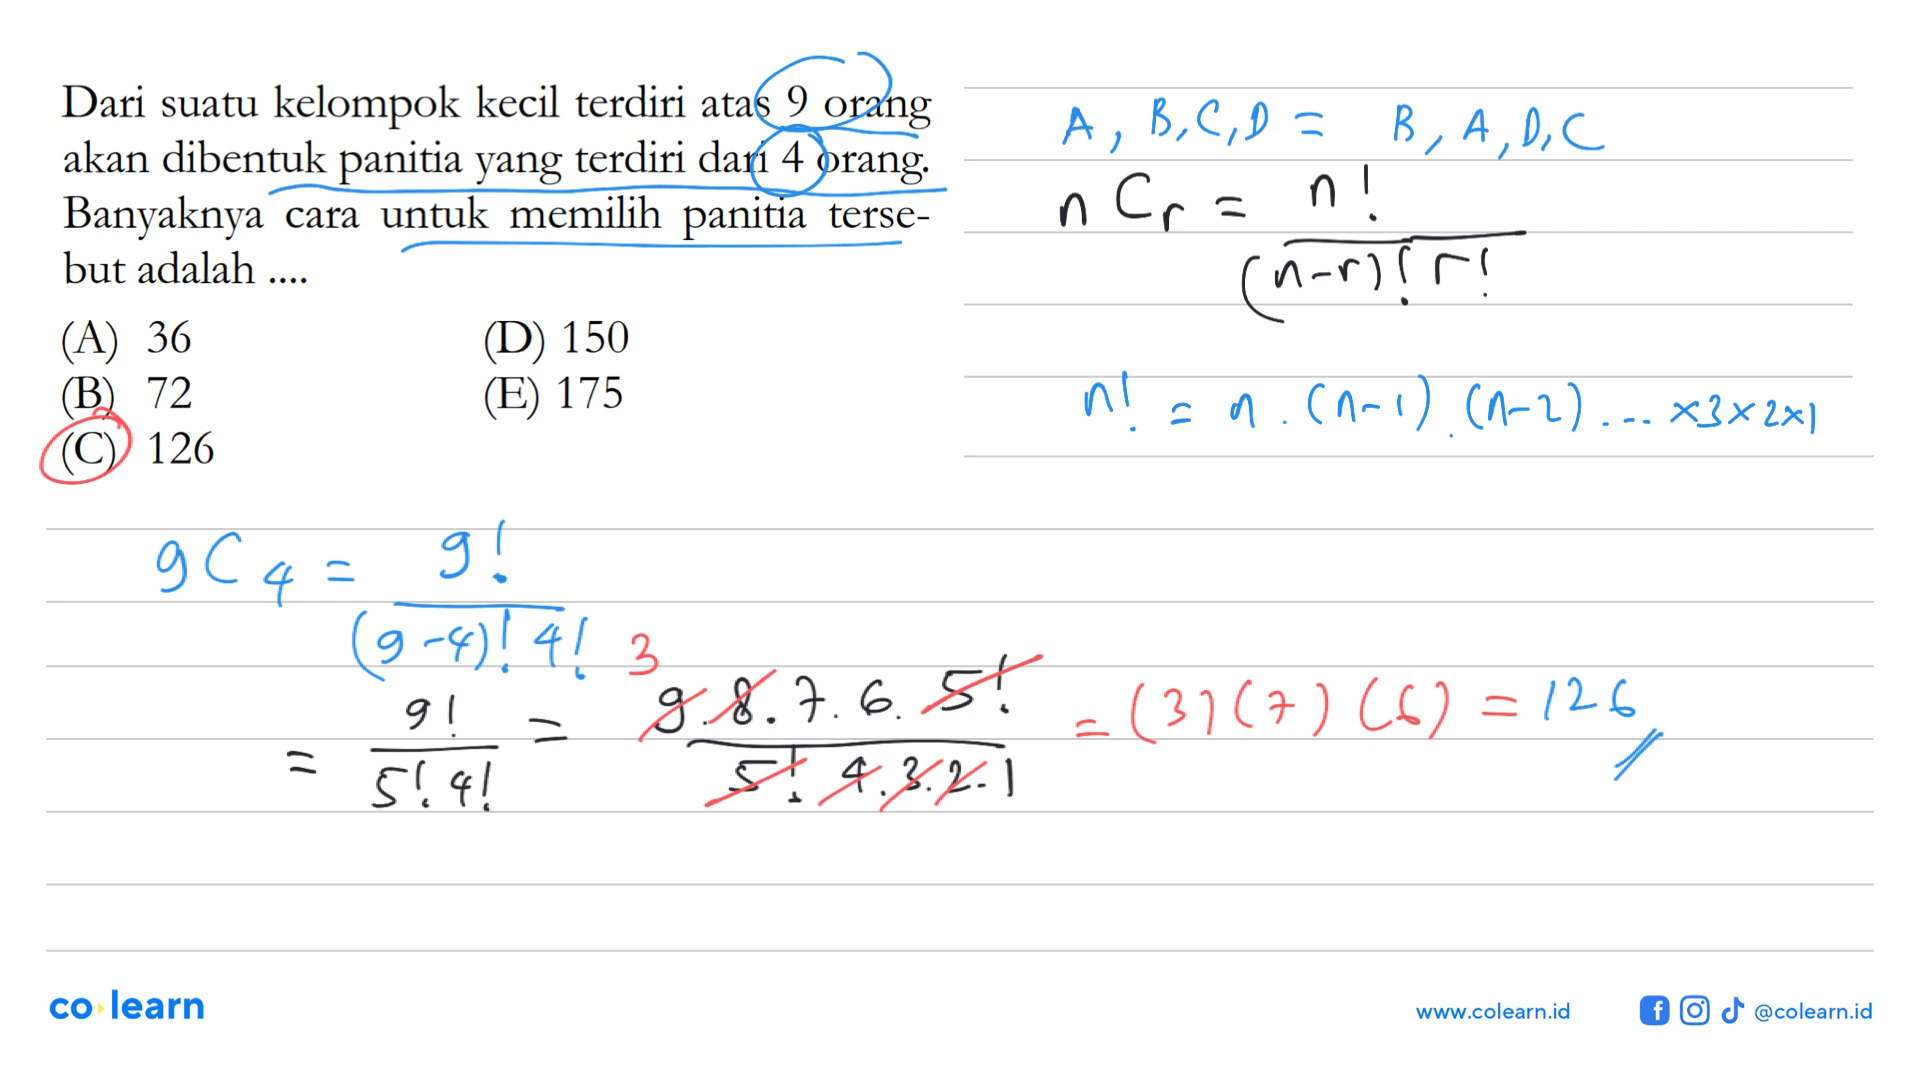 Dari suatu kelompok kecil terdiri atas 9 orang
akan dibentuk panitia yang terdiri dari 4 orang.
Banyaknya cara untuk memilih panitia terse-
but adalah ....
(A) 36
(B) 72
(C) 126
(D) 150
(E) 175
A, B, C, D = B, A, D, C
nCr = n! / (n-r)! r!
n! = n . (n-1) . (n-2) . ... x3x2x1
9C4 = 9! / (9-4)! 4!
= 9! / 5! 4! = 9.8.7.6.5! / 5! 4.3.2.1 = (3)(7)(6) = 126
3
co learn
www.colearn.id
@colearn.id